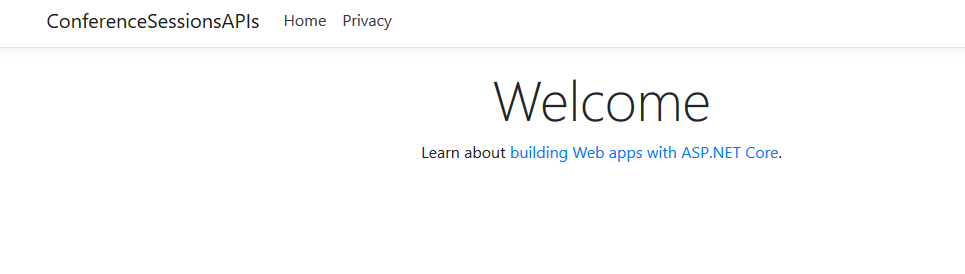 ConferenceSessionsAPIs Home Privacy
Welcome
Learn about building Web apps with ASP.NET Core.